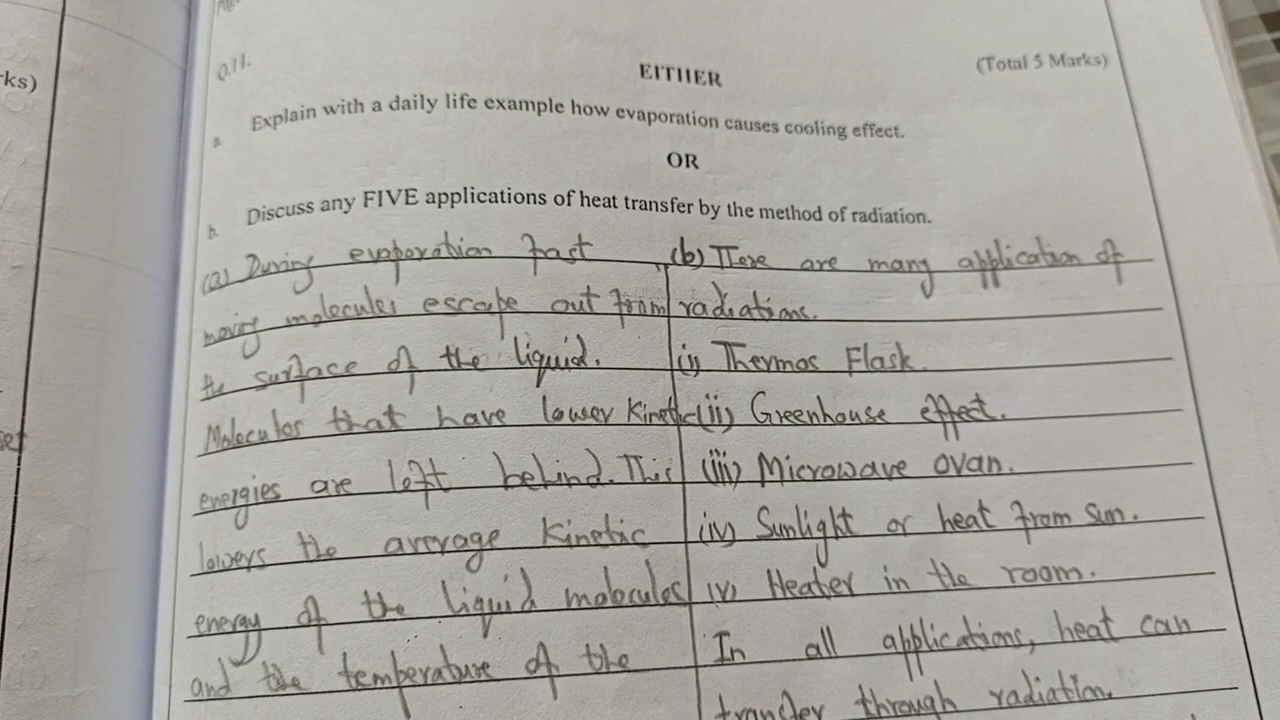 rks)
Q.11.
EITHER
(Total 5 Marks)
a. Explain with a daily life example how evaporation causes cooling effect.
OR
b. Discuss any FIVE applications of heat transfer by the method of radiation.
(a) During evaporation fast
moving molecules escape out from
the surface of the liquid.
Molecules that have lower Kinetic
energies are left behind. This
lowers the average Kinetic
energy of the liquid molecules
and the temperature of the
(b) There are many application of
radiations.
(i) Thermos Flask.
(ii) Greenhouse effect.
(iii) Microwave ovan.
(iv) Sunlight or heat from sun.
(v) Heater in the room.
In all applications, heat can
transfer through radiation.